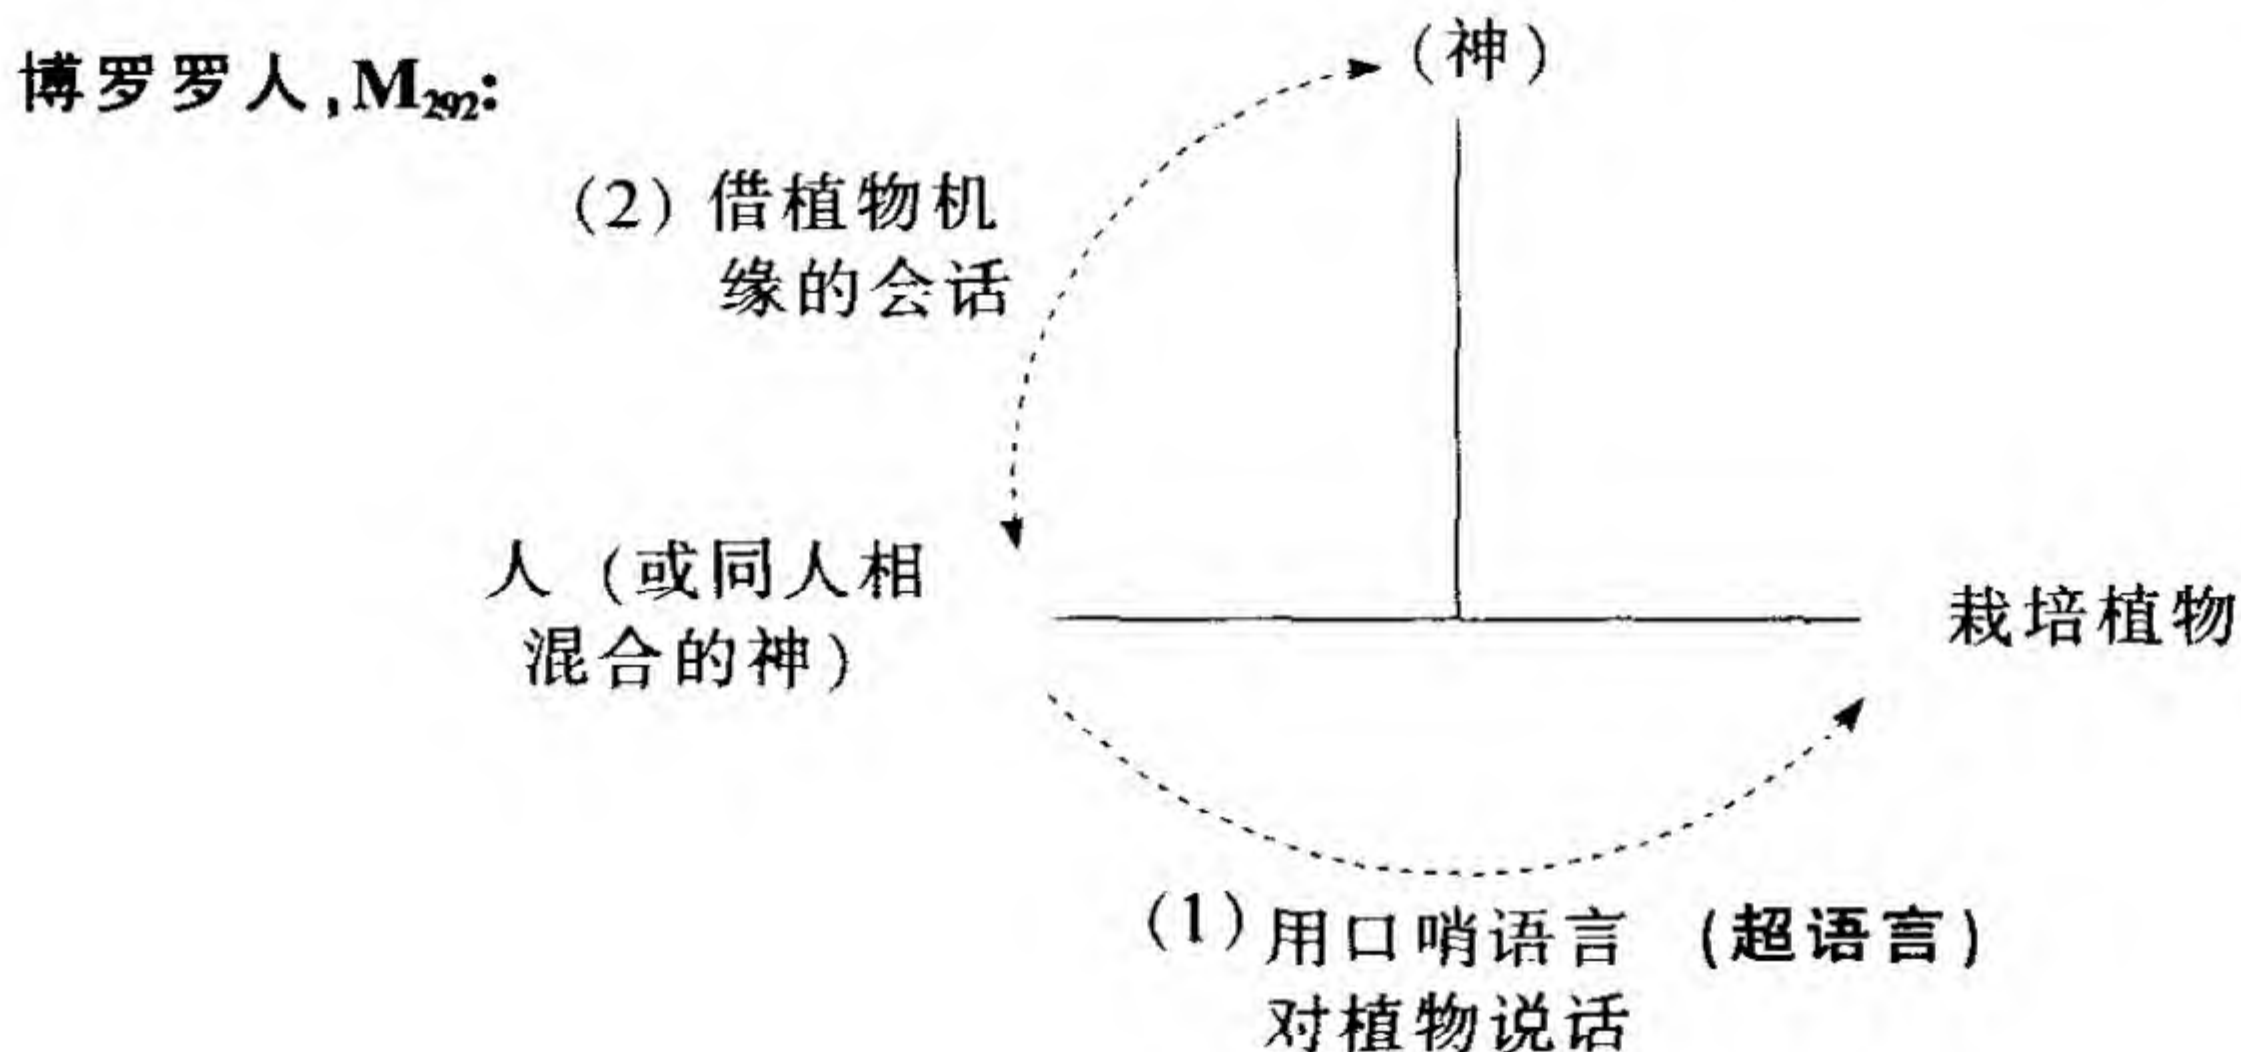 (神)
博罗罗人,M292:
(2) 借植物机
缘的会话
人 (或同人相
混合的神)
栽培植物
(1) 用口哨语言 (超语言)
对植物说话